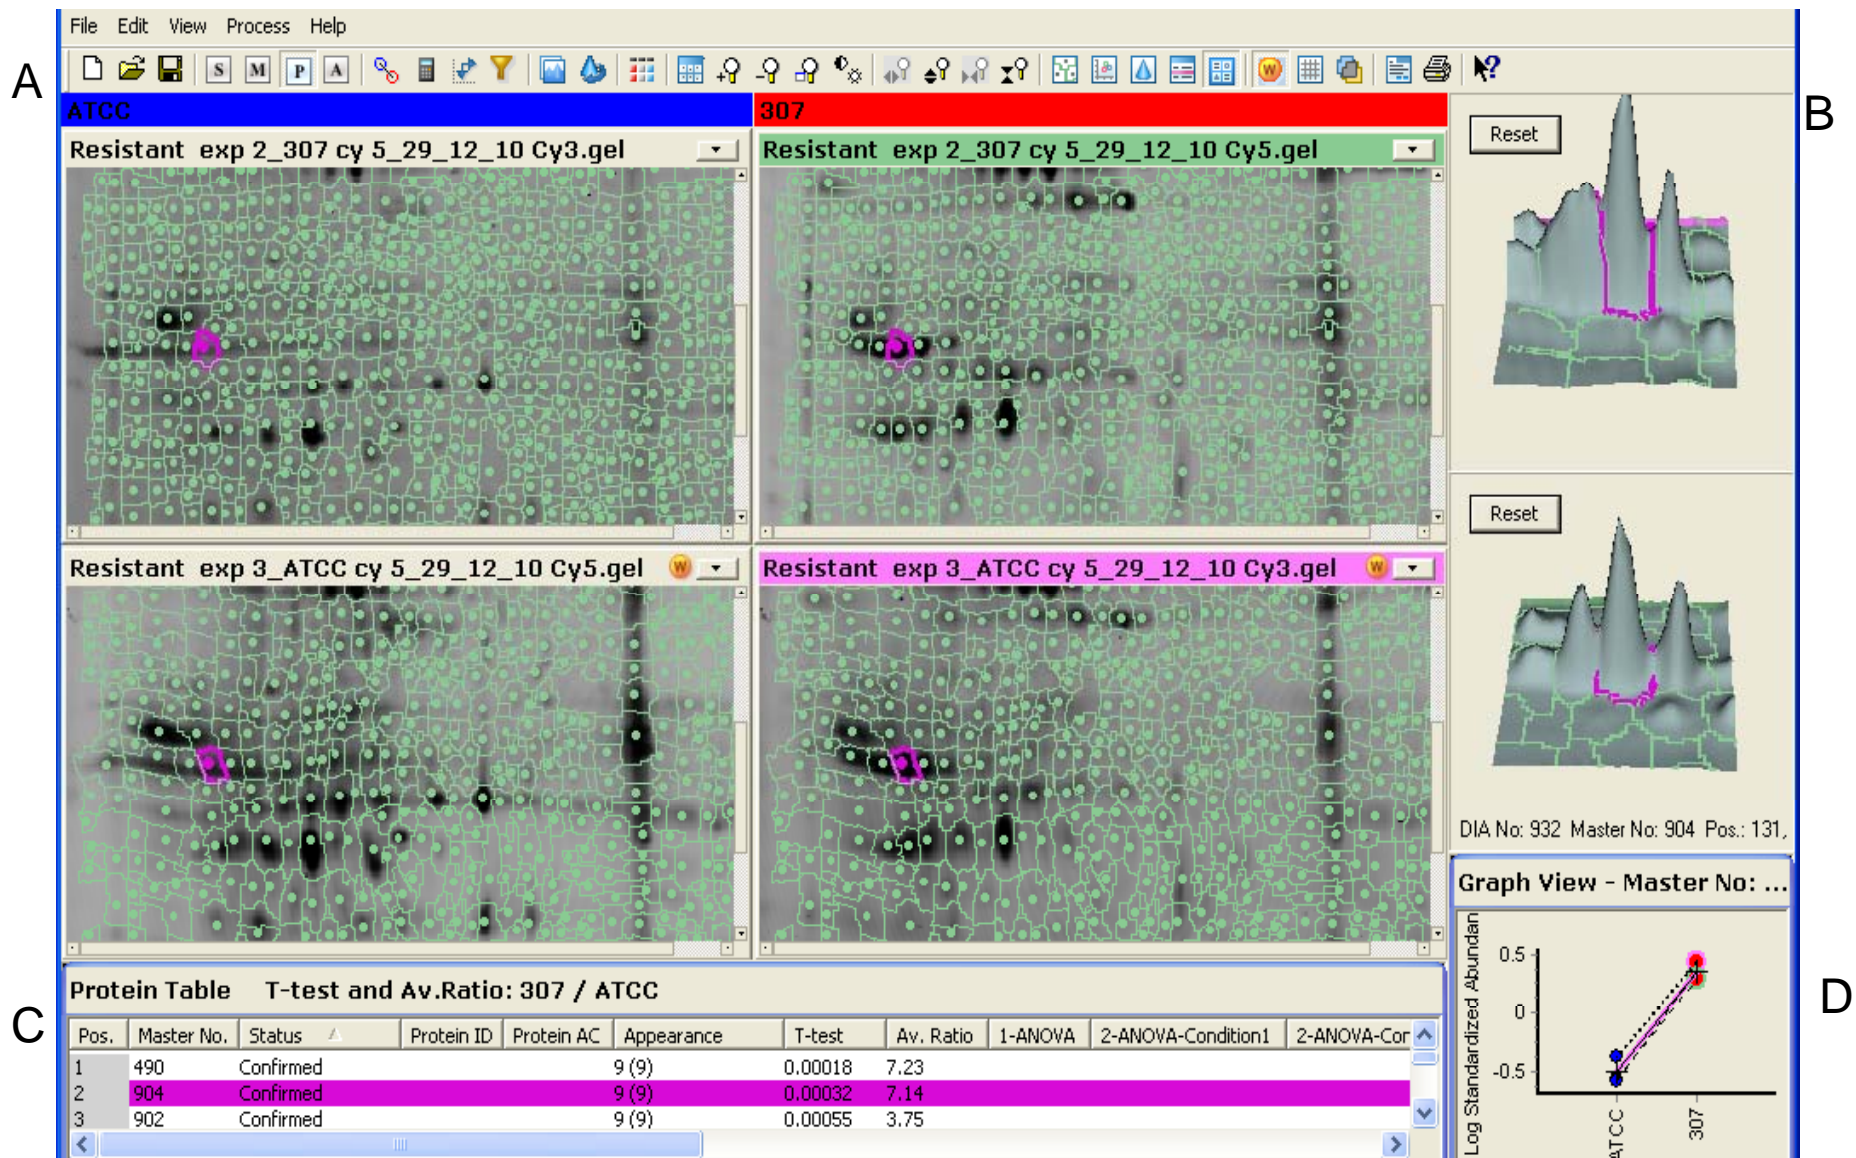 File Edit View Process Help
A
S M P A
W
B
ATCC
307
Resistant exp 2_307 cy 5_29_12_10 Cy3.gel
Resistant exp 2_307 cy 5_29_12_10 Cy5.gel
Reset
Resistant exp 3_ATCC cy 5_29_12_10 Cy5.gel W
Resistant exp 3_ATCC cy 5_29_12_10 Cy3.gel W
Reset
DIA No: 932 Master No: 904 Pos.: 131,
C
Protein Table T-test and Av.Ratio: 307 / ATCC
Pos. Master No. Status Protein ID Protein AC Appearance T-test Av. Ratio 1-ANOVA 2-ANOVA-Condition1 2-ANOVA-Cor
1 490 Confirmed 9 (9) 0.00018 7.23
2 904 Confirmed 9 (9) 0.00032 7.14
3 902 Confirmed 9 (9) 0.00055 3.75
D
Graph View - Master No: ...
Log Standardized Abundan
0.5
0
-0.5
ATCC
307